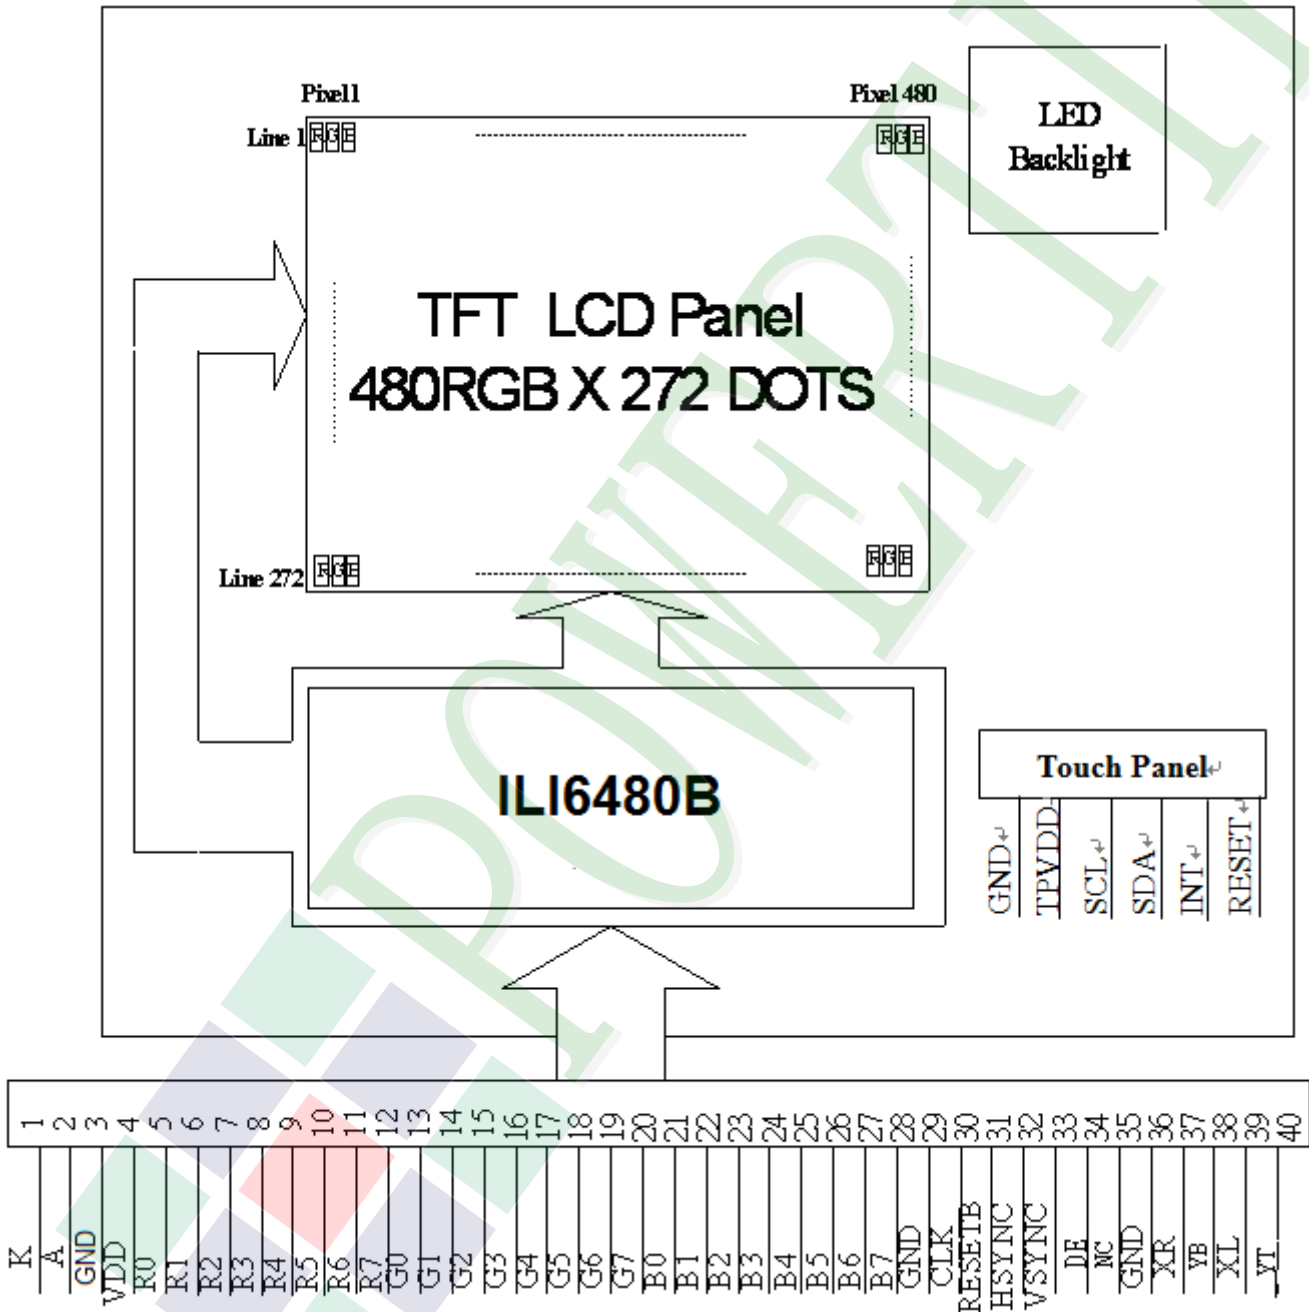 Pixel1
Pixel 480
Line 1
RGB
RGB
LED
Backlight
TFT LCD Panel
480RGB X 272 DOTS
Line 272
RGB
RGB
ILI6480B
Touch Panel
GND
TPVDD
SCL
SDA
INT
RESET
1 2 3 4 5 6 7 8 9 10 11 12 13 14 15 16 17 18 19 20 21 22 23 24 25 26 27 28 29 30 31 32 33 34 35 36 37 38 39 40
K
A
GND
VDD
R0
R1
R2
R3
R4
R5
R6
R7
G0
G1
G2
G3
G4
G5
G6
G7
B0
B1
B2
B3
B4
B5
B6
B7
GND
CLK
RESETB
HSYNC
VSYNC
DE
NC
GND
XR
YB
XL
YT
POWERTI